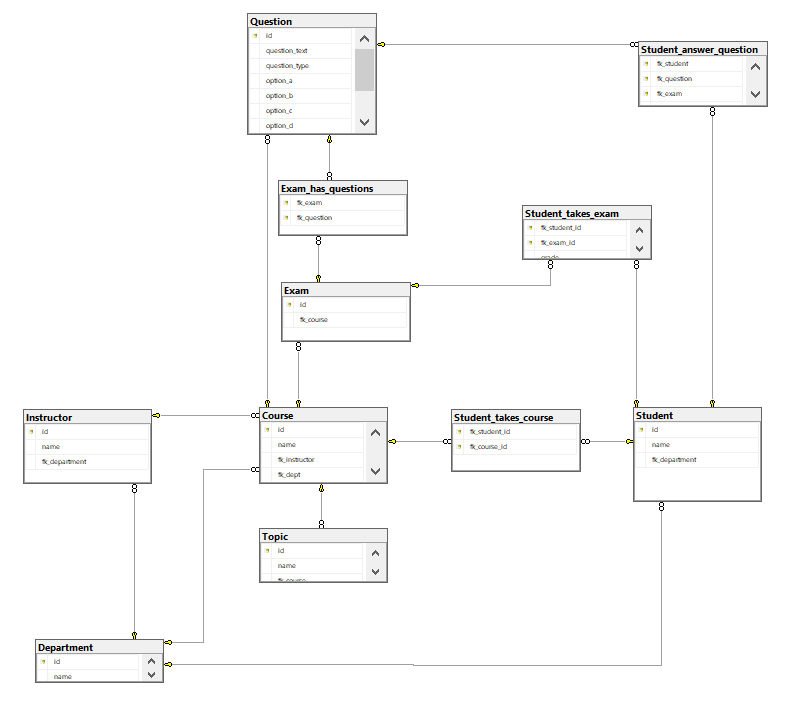 Question
id
question_text
question_type
option_a
option_b
option_c
option_d
Student_answer_question
fk_student
fk_question
fk_exam
Exam_has_questions
fk_exam
fk_question
Student_takes_exam
fk_student_id
fk_exam_id
grade
Exam
id
fk_course
Instructor
id
name
fk_department
Course
id
name
fk_instructor
fk_dept
Student_takes_course
fk_student_id
fk_course_id
Student
id
name
fk_department
Topic
id
name
fk_course
Department
id
name